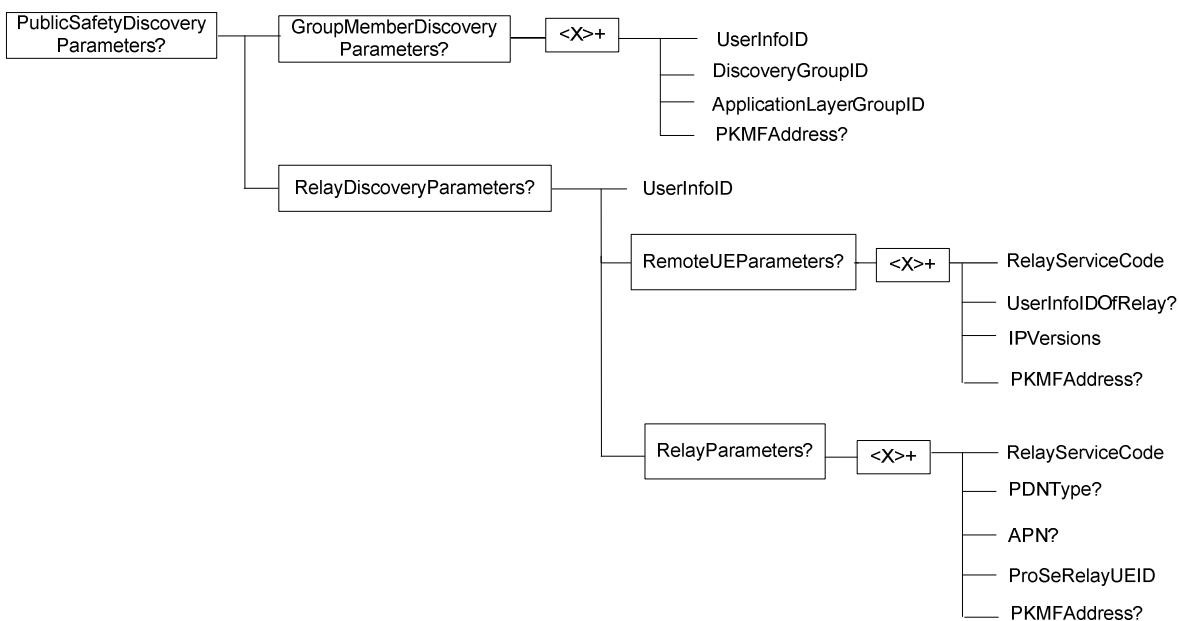 PublicSafetyDiscovery
Parameters?
GroupMemberDiscovery
Parameters?
<X>+
UserInfoID
DiscoveryGroupID
ApplicationLayerGroupID
PKMFAddress?
RelayDiscoveryParameters?
UserInfoID
RemoteUEParameters?
<X>+
RelayServiceCode
UserInfoIDOfRelay?
IPVersions
PKMFAddress?
RelayParameters?
<X>+
RelayServiceCode
PDNType?
APN?
ProSeRelayUEID
PKMFAddress?